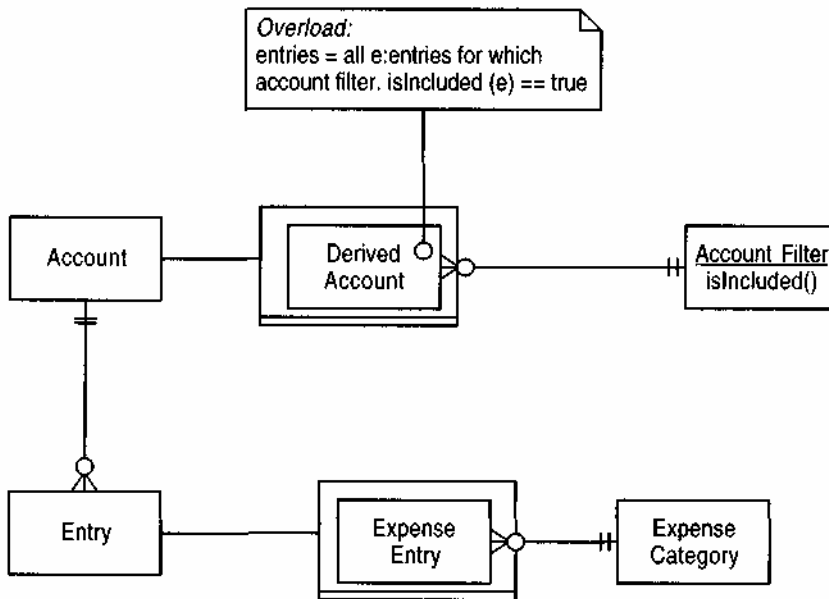 Overload:
entries = all e:entries for which
account filter. isIncluded (e) == true
Account
Derived
Account
Account Filter
isIncluded()
Entry
Expense
Entry
Expense
Category